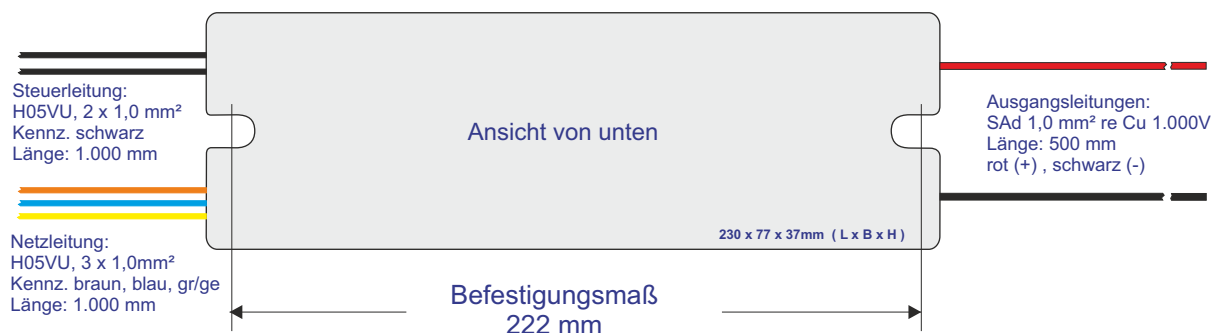 Steuerleitung:
H05VU, 2 x 1,0 mm²
Kennz. schwarz
Länge: 1.000 mm
Netzleitung:
H05VU, 3 x 1,0mm²
Kennz. braun, blau, gr/ge
Länge: 1.000 mm
Ansicht von unten
230 x 77 x 37mm ( L x B x H )
Befestigungsmaß
222 mm
Ausgangsleitungen:
SAd 1,0 mm² re Cu 1.000V
Länge: 500 mm
rot (+) , schwarz (-)